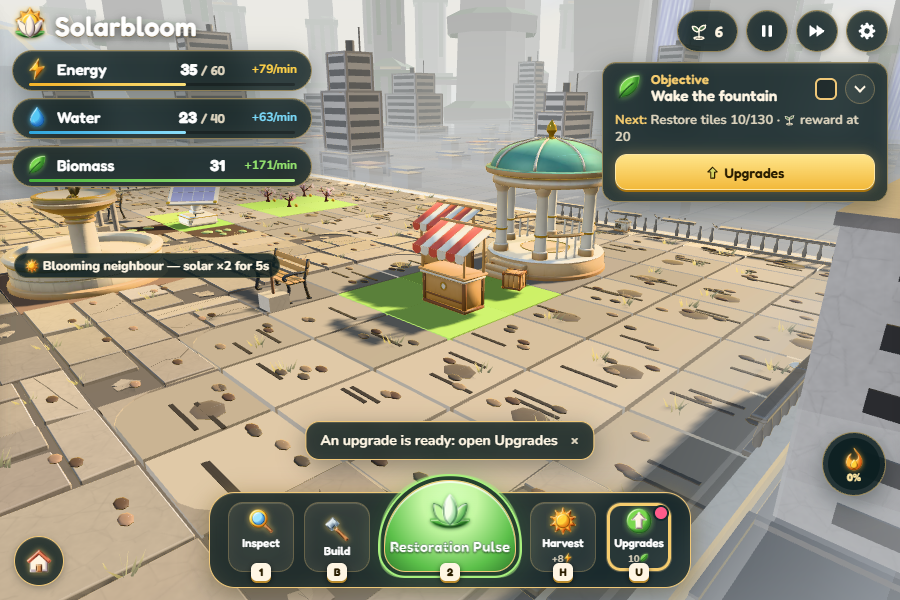 Solarbloom
6
Energy 35 / 60 +79/min
Water 23 / 40 +63/min
Biomass 31 +171/min
Objective
Wake the fountain
Next: Restore tiles 10/130 · reward at
20
Upgrades
Blooming neighbour — solar ×2 for 5s
An upgrade is ready: open Upgrades ×
0%
Inspect
1
Build
B
Restoration Pulse
2
Harvest
+8
H
Upgrades
10
U